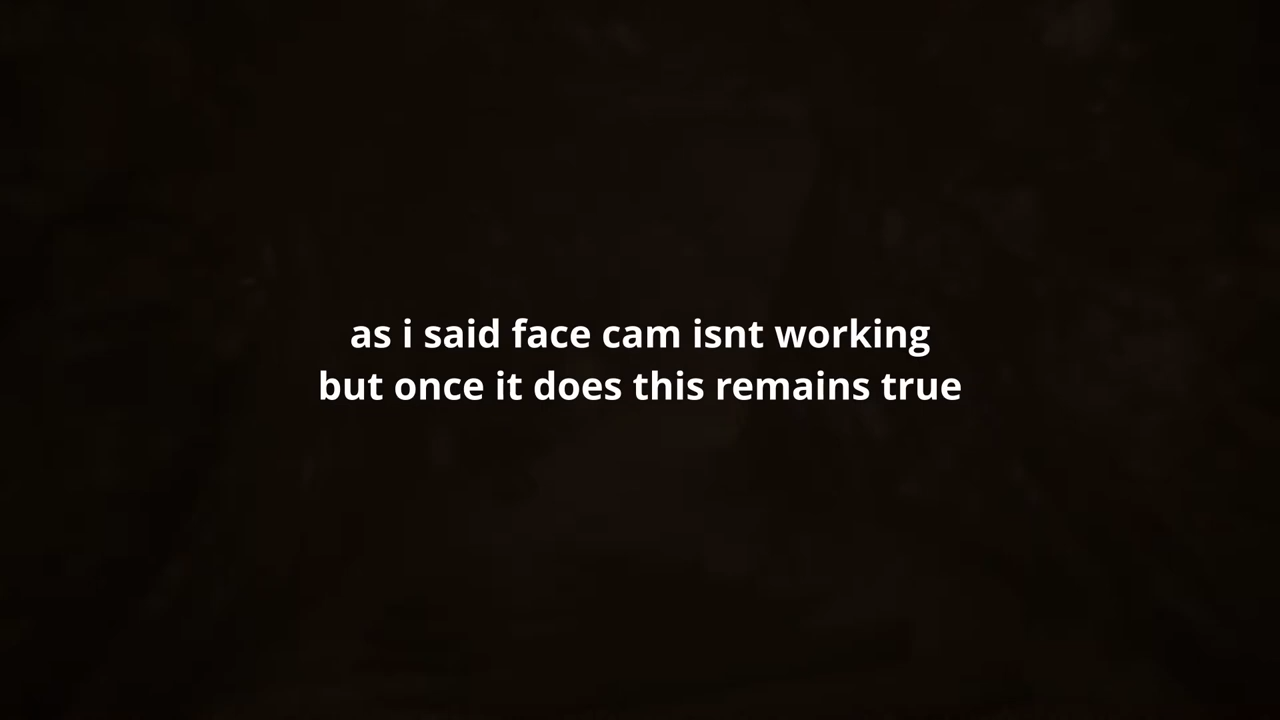 as i said face cam isnt working
but once it does this remains true